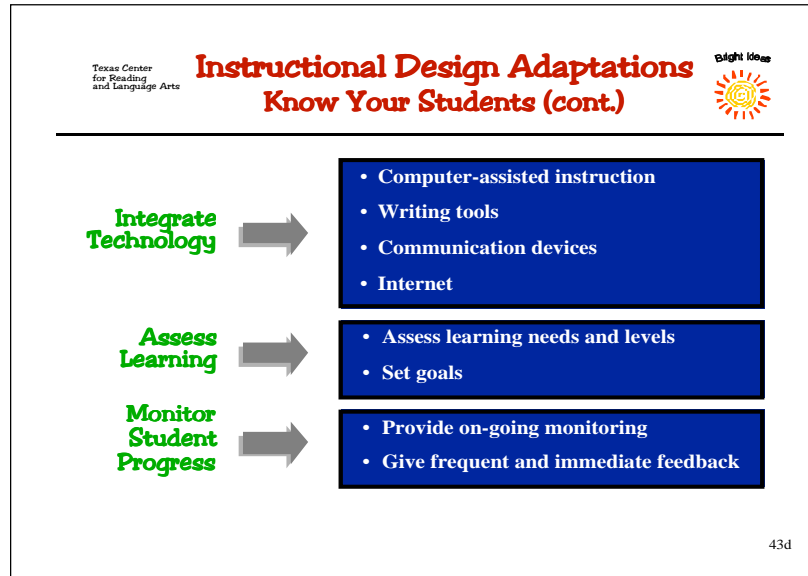 Texas Center
for Reading
and Language Arts
Instructional Design Adaptations
Know Your Students (cont.)
Bright Ideas
Integrate
Technology
• Computer-assisted instruction
• Writing tools
• Communication devices
• Internet
Assess
Learning
• Assess learning needs and levels
• Set goals
Monitor
Student
Progress
• Provide on-going monitoring
• Give frequent and immediate feedback
43d